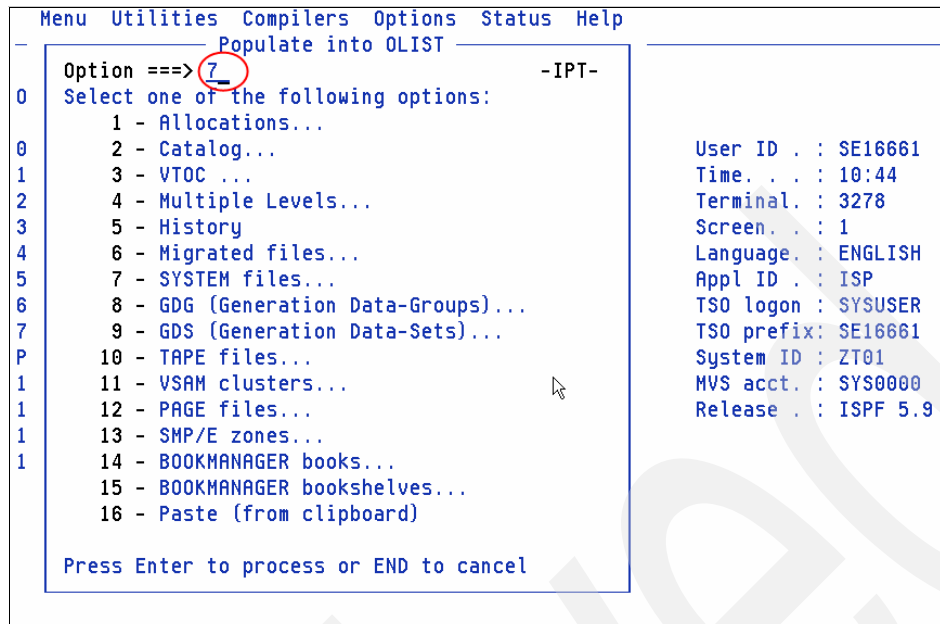 Menu Utilities Compilers Options Status Help
Populate into OLIST
Option ===> 7_ -IPT-
O Select one of the following options:
1 - Allocations...
0 2 - Catalog... User ID . : SE16661
1 3 - VTOC ... Time. . . : 10:44
2 4 - Multiple Levels... Terminal. : 3278
3 5 - History Screen. . : 1
4 6 - Migrated files... Language. : ENGLISH
5 7 - SYSTEM files... Appl ID . : ISP
6 8 - GDG (Generation Data-Groups)... TSO logon : SYSUSER
7 9 - GDS (Generation Data-Sets)... TSO prefix: SE16661
P 10 - TAPE files... System ID : ZT01
1 11 - VSAM clusters... MVS acct. : SYS0000
1 12 - PAGE files... Release . : ISPF 5.9
1 13 - SMP/E zones...
1 14 - BOOKMANAGER books...
15 - BOOKMANAGER bookshelves...
16 - Paste (from clipboard)
Press Enter to process or END to cancel